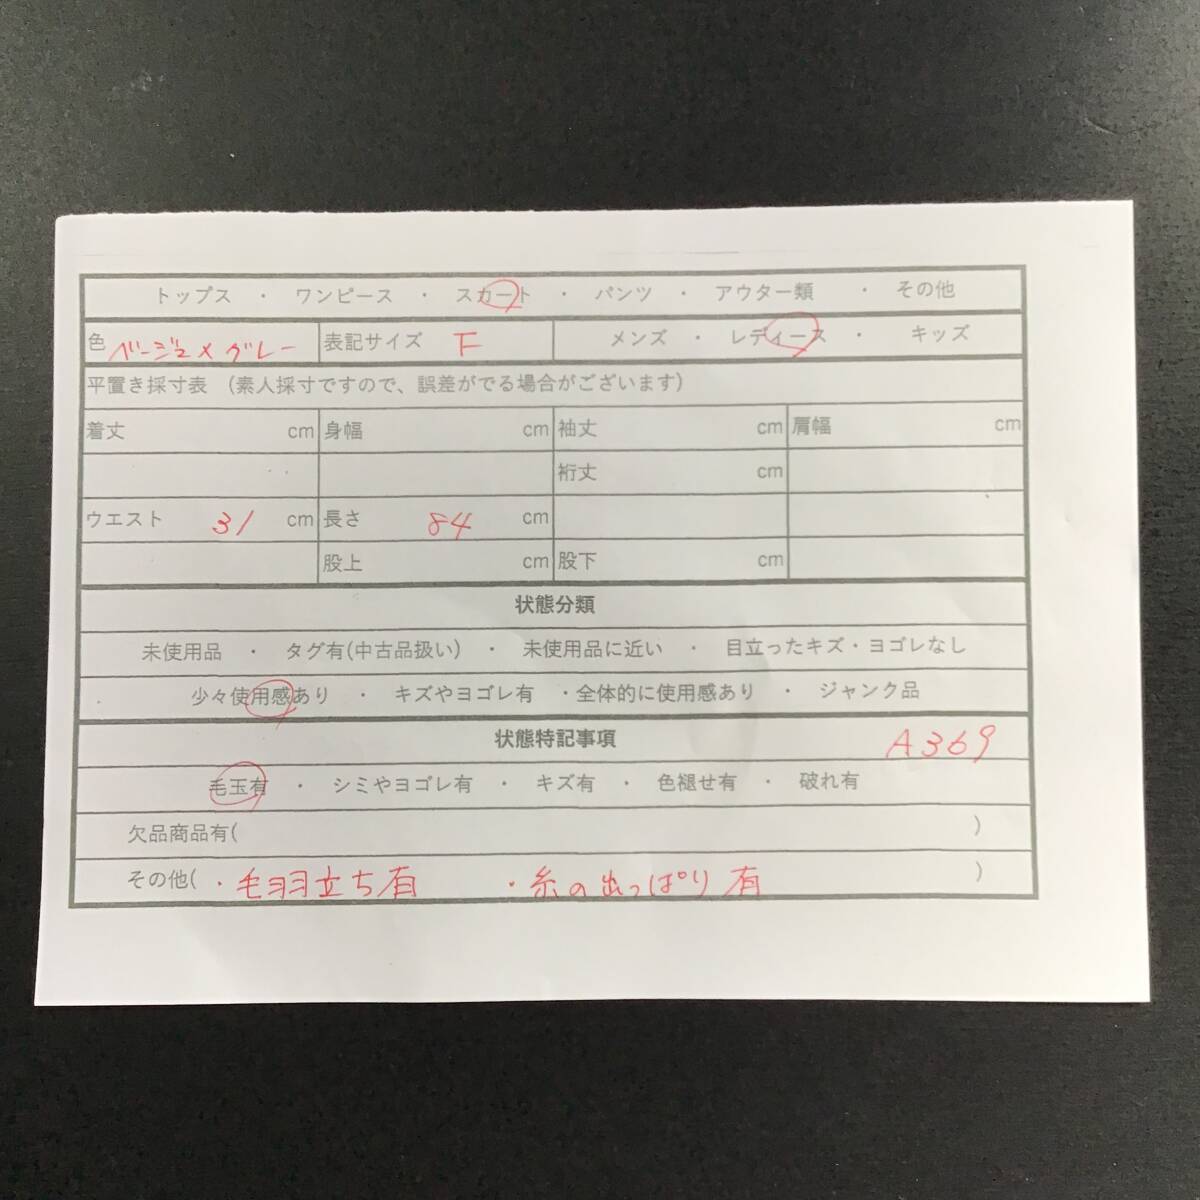 トップス ・ ワンピース ・ スカート ・ パンツ ・ アウター類 ・ その他
色 ベージュ×グレー 表記サイズ F メンズ ・ レディース ・ キッズ
平置き採寸表 (素人採寸ですので、誤差がでる場合がございます)
着丈 cm 身幅 cm 袖丈 cm 肩幅 cm
裄丈 cm
ウエスト 31 cm 長さ 84 cm
股上 cm 股下 cm
状態分類
未使用品 ・ タグ有(中古品扱い) ・ 未使用品に近い ・ 目立ったキズ・ヨゴレなし
少々使用感あり ・ キズやヨゴレ有 ・全体的に使用感あり ・ ジャンク品
状態特記事項 A369
毛玉有 ・ シミやヨゴレ有 ・ キズ有 ・ 色褪せ有 ・ 破れ有
欠品商品有( )
その他( ・毛羽立ち有 ・糸の出っぱり有 )